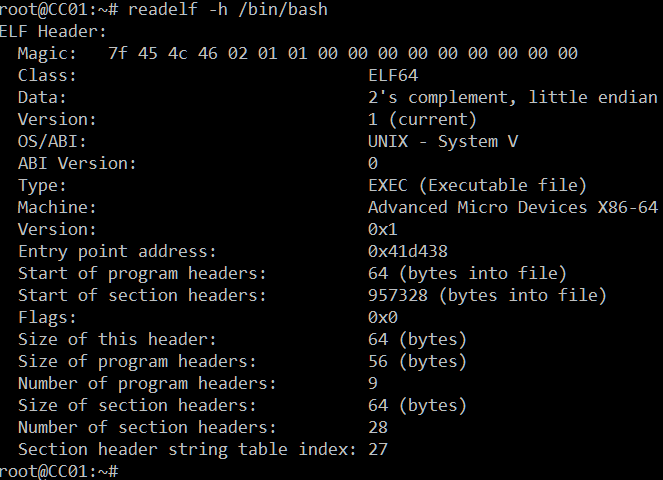 root@CC01:~# readelf -h /bin/bash
ELF Header:
  Magic:   7f 45 4c 46 02 01 01 00 00 00 00 00 00 00 00 00
  Class:                             ELF64
  Data:                              2's complement, little endian
  Version:                           1 (current)
  OS/ABI:                            UNIX - System V
  ABI Version:                       0
  Type:                              EXEC (Executable file)
  Machine:                           Advanced Micro Devices X86-64
  Version:                           0x1
  Entry point address:               0x41d438
  Start of program headers:          64 (bytes into file)
  Start of section headers:          957328 (bytes into file)
  Flags:                             0x0
  Size of this header:               64 (bytes)
  Size of program headers:           56 (bytes)
  Number of program headers:         9
  Size of section headers:           64 (bytes)
  Number of section headers:         28
  Section header string table index: 27
root@CC01:~#